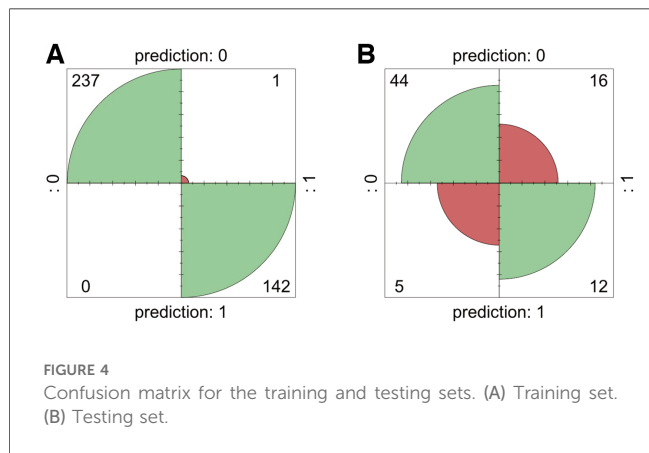 A
B
prediction: 0
prediction: 0
237
1
44
16
: : 0
: : 1
: : 0
: : 1
0
142
5
12
prediction: 1
prediction: 1
FIGURE 4
Confusion matrix for the training and testing sets. (A) Training set.
(B) Testing set.